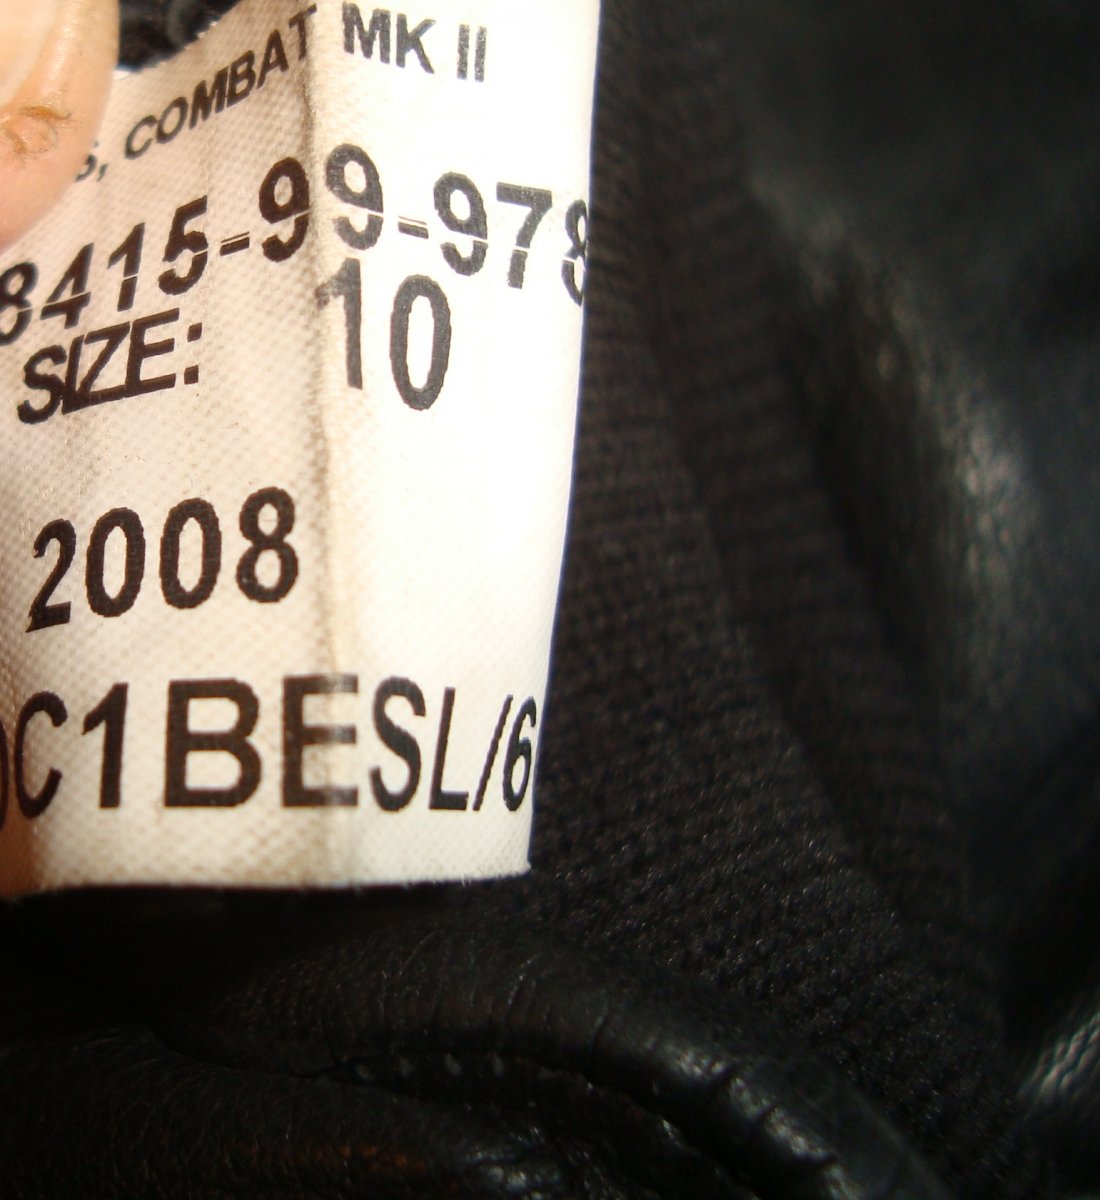 S, COMBAT MK II
8415-99-978
SIZE: 10
2008
C1BESL/6